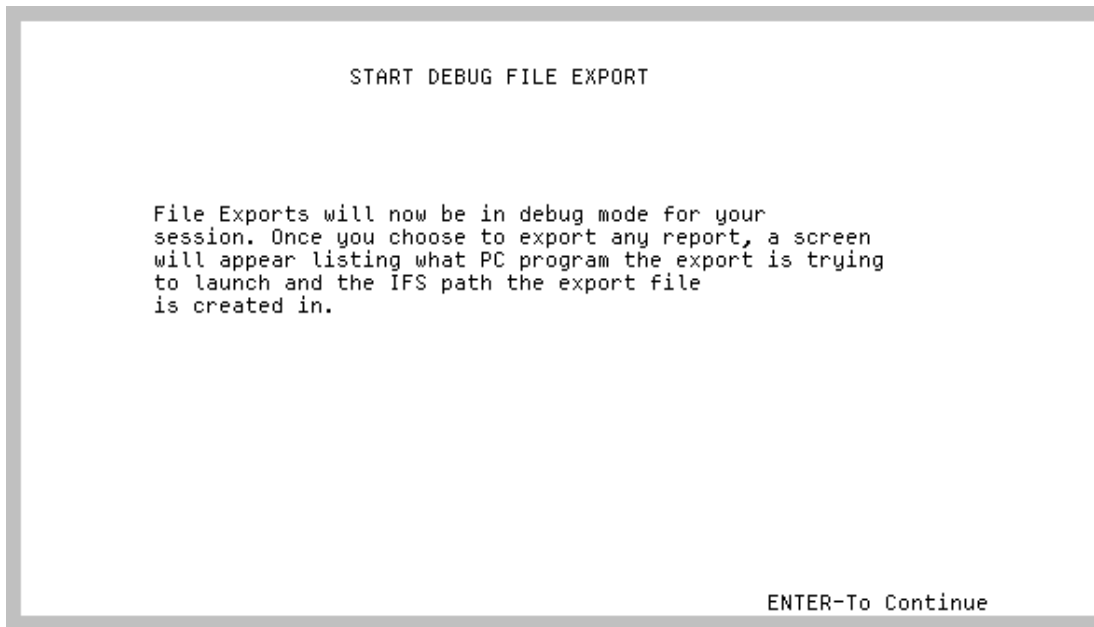 START DEBUG FILE EXPORT
File Exports will now be in debug mode for your
session. Once you choose to export any report, a screen
will appear listing what PC program the export is trying
to launch and the IFS path the export file
is created in.
ENTER-To Continue